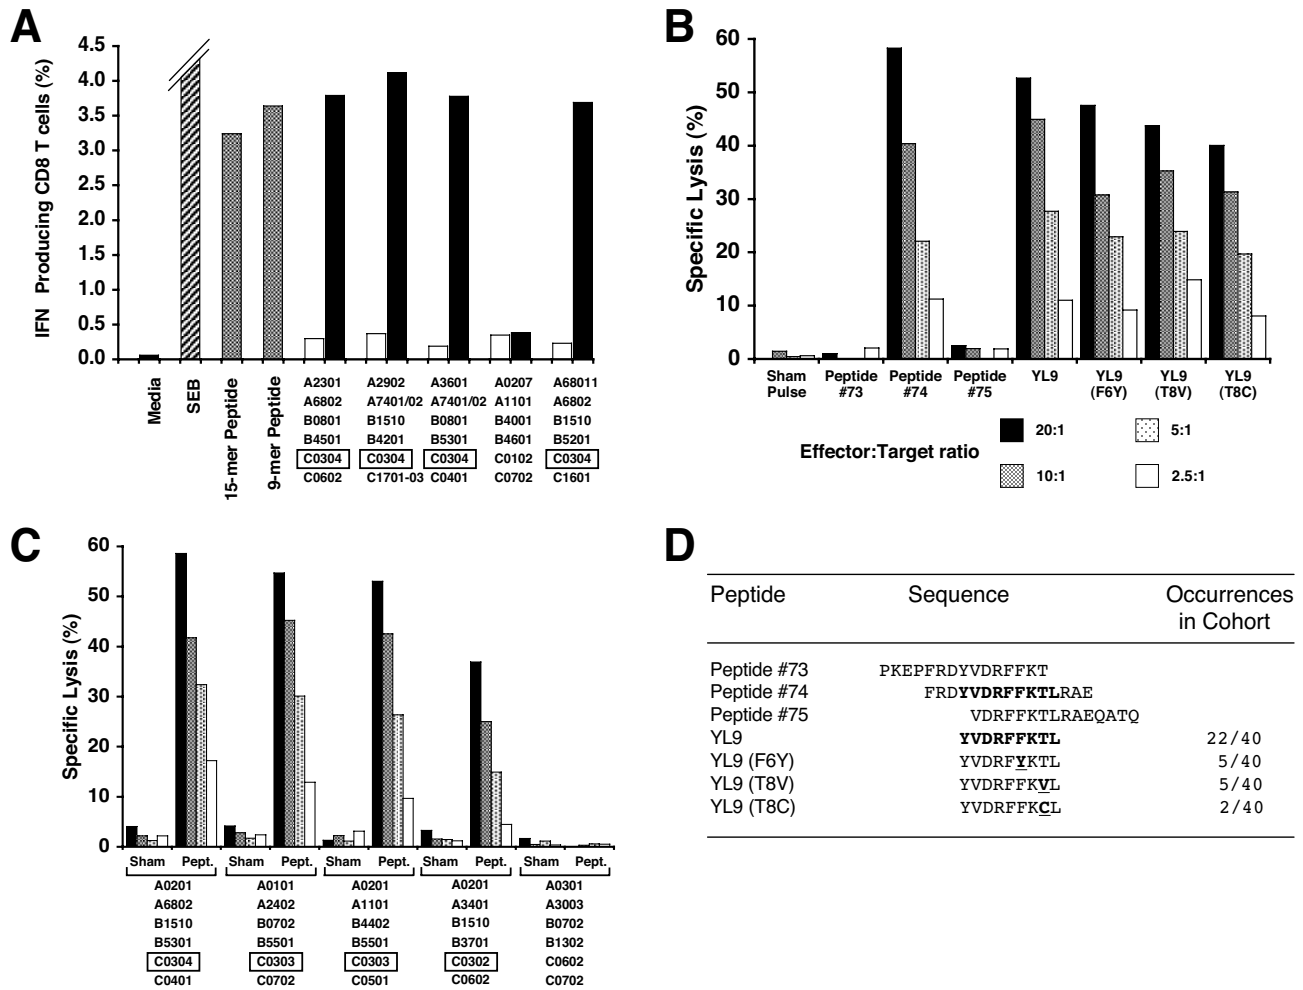 A
4.5
4.0
3.5
3.0
2.5
2.0
1.5
1.0
0.5
0.0
IFN Producing CD8 T cells (%)
Media
SEB
15-mer Peptide
9-mer Peptide
A2301
A6802
B0801
B4501
C0304
C0602
A2902
A7401/02
B1510
B4201
C0304
C1701-03
A3601
A7401/02
B0801
B5301
C0304
C0401
A0207
A1101
B4001
B4601
C0102
C0702
A68011
A6802
B1510
B5201
C0304
C1601
B
60
50
40
30
20
10
0
Specific Lysis (%)
Sham Pulse
Peptide #73
Peptide #74
Peptide #75
YL9
YL9 (F6Y)
YL9 (T8V)
YL9 (T8C)
Effector:Target ratio
20:1
10:1
5:1
2.5:1
C
60
50
40
30
20
10
0
Specific Lysis (%)
Sham Pept.
Sham Pept.
Sham Pept.
Sham Pept.
Sham Pept.
A0201
A6802
B1510
B5301
C0304
C0401
A0101
A2402
B0702
B5501
C0303
C0702
A0201
A1101
B4402
B5501
C0303
C0501
A0201
A3401
B1510
B3701
C0302
C0602
A0301
A3003
B0702
B1302
C0602
C0702
D
Peptide Sequence Occurrences in Cohort
Peptide #73 PKEPFRDYVDRFFKT
Peptide #74 FRDYVDRFFKTLRAE
Peptide #75 VDRFFKTLRAEQATQ
YL9 YVDRFFKTL 22/40
YL9 (F6Y) YVDRFYKTL 5/40
YL9 (T8V) YVDRFFKVL 5/40
YL9 (T8C) YVDRFFKCL 2/40